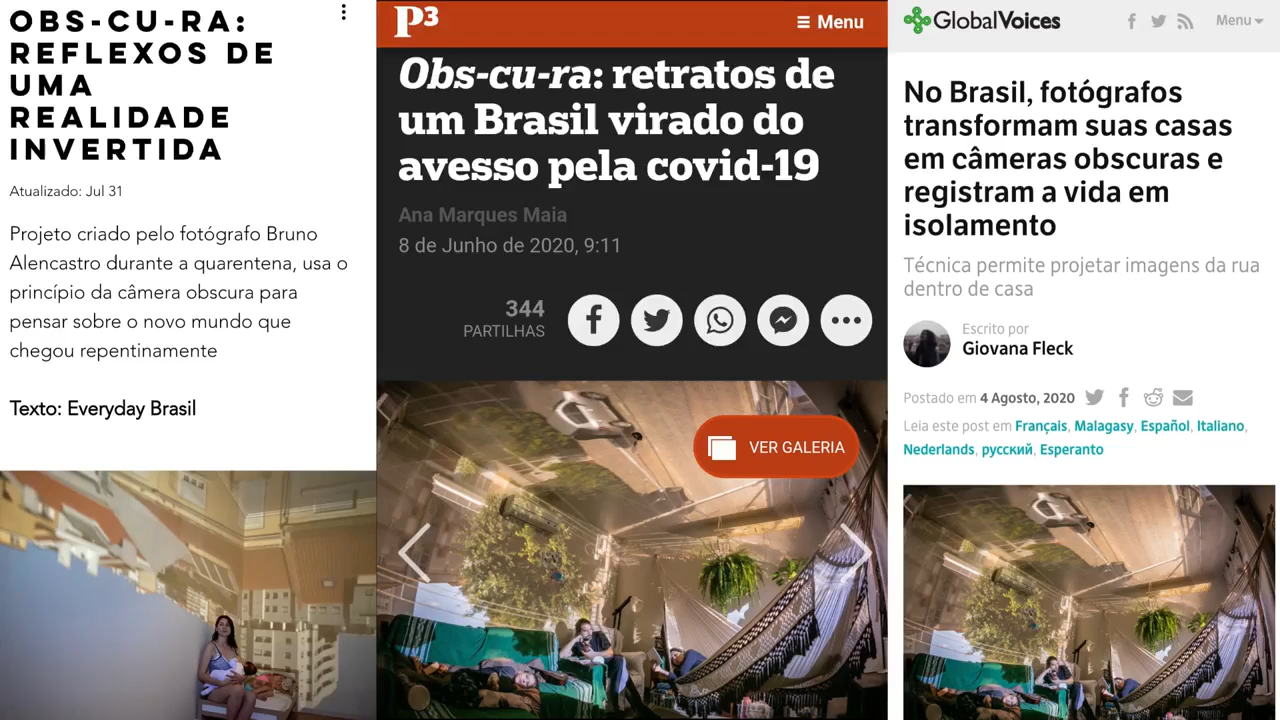 OBS-CU-RA:
REFLEXOS DE
UMA
REALIDADE
INVERTIDA
Atualizado: Jul 31
Projeto criado pelo fotógrafo Bruno
Alencastro durante a quarentena, usa o
princípio da câmera obscura para
pensar sobre o novo mundo que
chegou repentinamente
Texto: Everyday Brasil
P3
Menu
Obs-cu-ra: retratos de
um Brasil virado do
avesso pela covid-19
Ana Marques Maia
8 de Junho de 2020, 9:11
344
PARTILHAS
VER GALERIA
GlobalVoices
Menu
No Brasil, fotógrafos
transformam suas casas
em câmeras obscuras e
registram a vida em
isolamento
Técnica permite projetar imagens da rua
dentro de casa
Escrito por
Giovana Fleck
Postado em 4 Agosto, 2020
Leia este post em Français, Malagasy, Español, Italiano,
Nederlands, русский, Esperanto